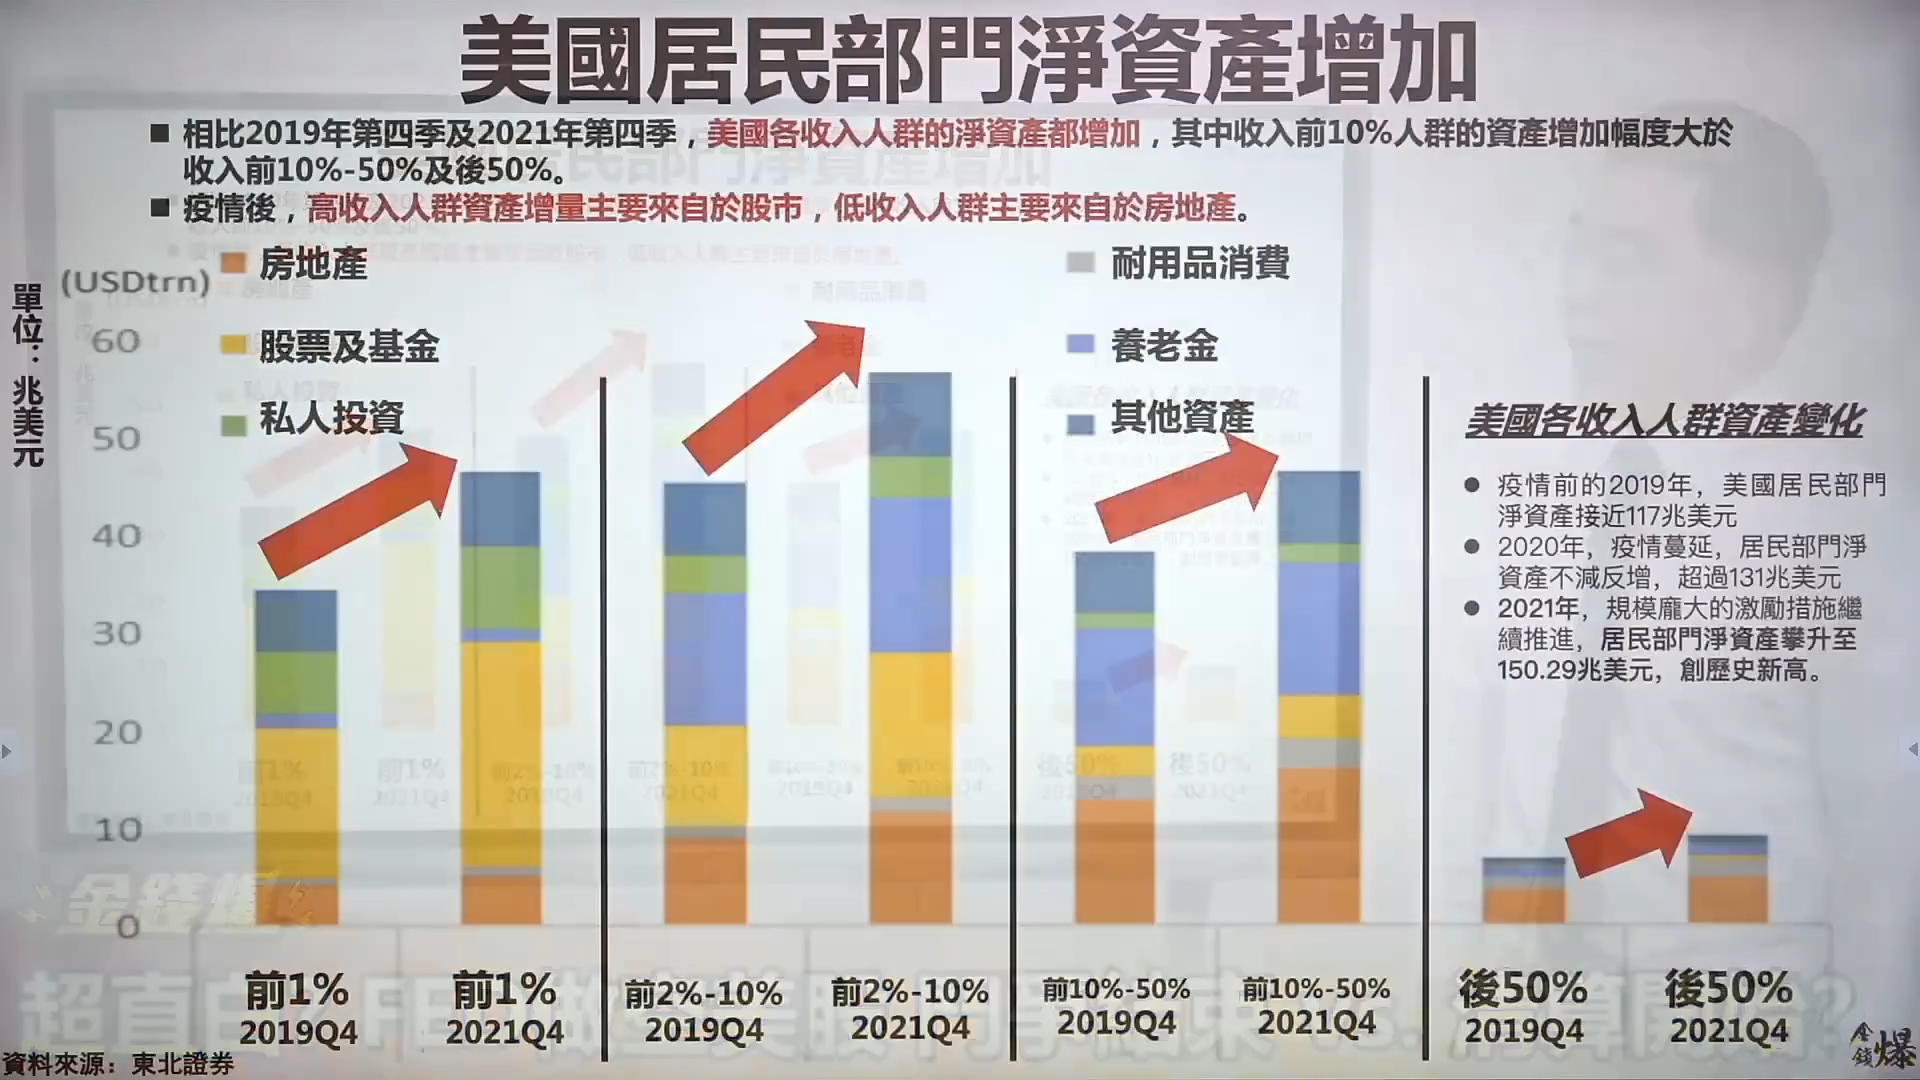 美國居民部門淨資產增加
■ 相比2019年第四季及2021年第四季，美國各收入人群的淨資產都增加，其中收入前10%人群的資產增加幅度大於
收入前10%-50%及後50%。
■ 疫情後，高收入人群資產增量主要來自於股市，低收入人群主要來自於房地產。
單位：兆美元
(USDtrn)
房地產
耐用品消費
股票及基金
養老金
私人投資
其他資產
60
50
40
30
20
10
0
美國各收入人群資產變化
● 疫情前的2019年，美國居民部門
淨資產接近117兆美元
● 2020年，疫情蔓延，居民部門淨
資產不減反增，超過131兆美元
● 2021年，規模龐大的激勵措施繼
續推進，居民部門淨資產攀升至
150.29兆美元，創歷史新高。
前1%
2019Q4
前1%
2021Q4
前2%-10%
2019Q4
前2%-10%
2021Q4
前10%-50%
2019Q4
前10%-50%
2021Q4
後50%
2019Q4
後50%
2021Q4
資料來源：東北證券
金錢爆
金錢爆